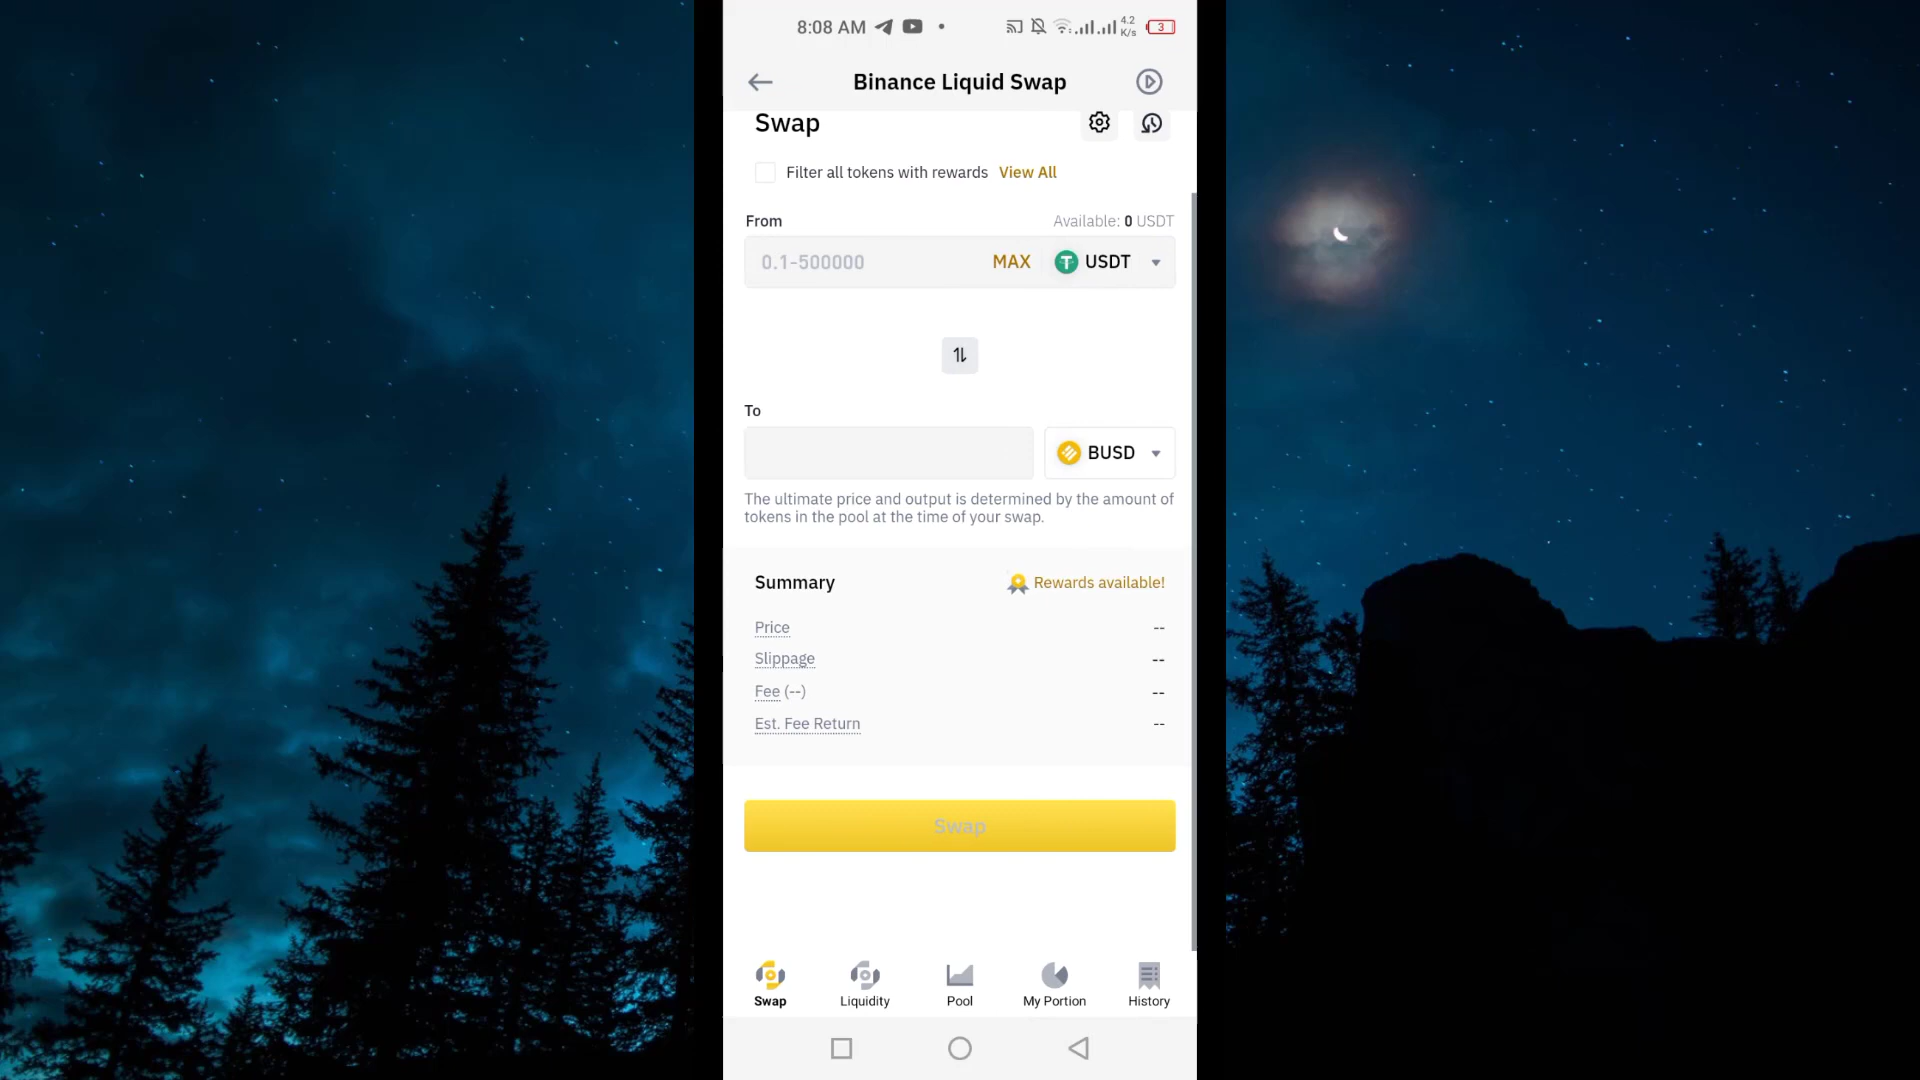 8:08 AM
4.2
K/s
3
Binance Liquid Swap
Swap
Filter all tokens with rewards View All
From
Available: 0 USDT
0.1-500000
MAX
USDT
To
BUSD
The ultimate price and output is determined by the amount of
tokens in the pool at the time of your swap.
Summary
Rewards available!
Price --
Slippage --
Fee (--) --
Est. Fee Return --
Swap
Swap
Liquidity
Pool
My Portion
History